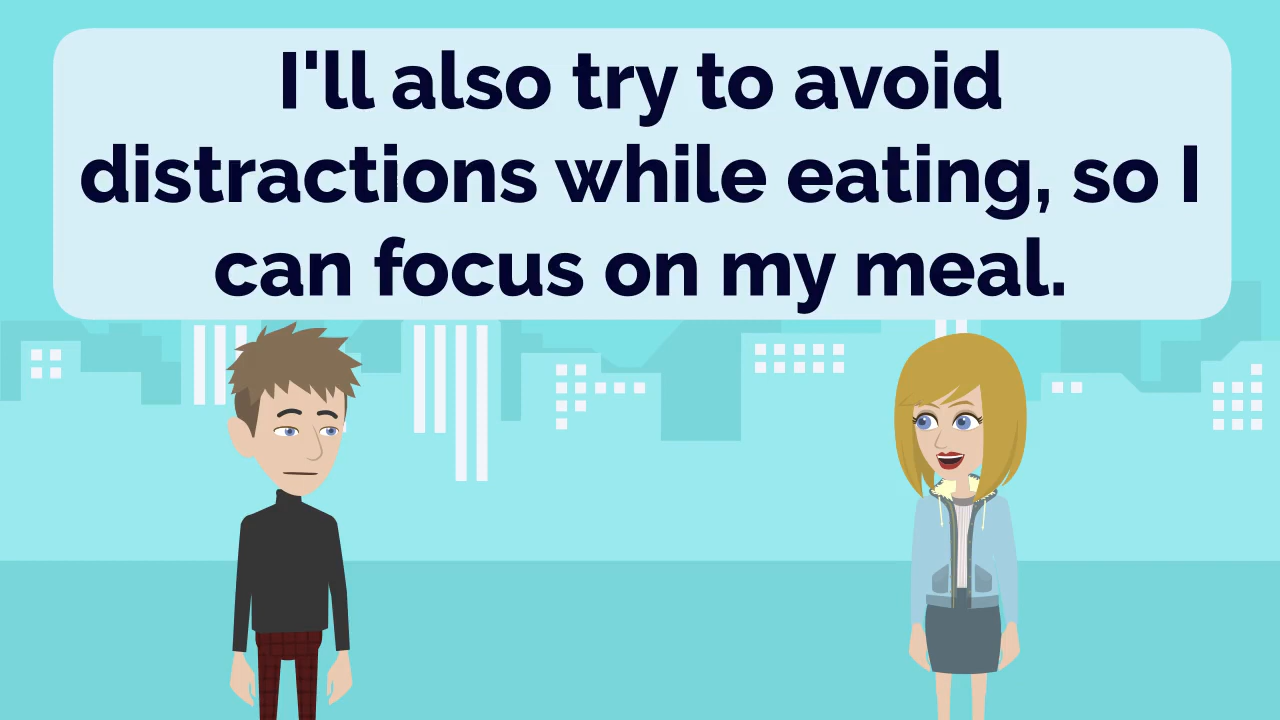 I'll also try to avoid
distractions while eating, so I
can focus on my meal.